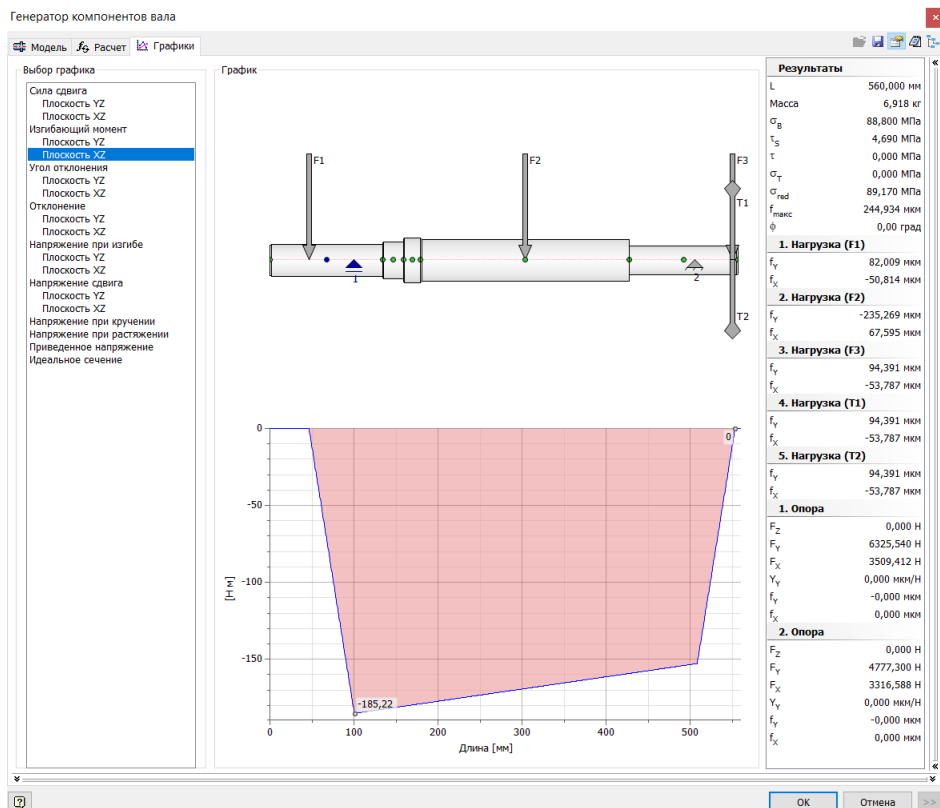 Генератор компонентов вала
Модель
Расчет
Графики
Выбор графика
Сила сдвига
Плоскость YZ
Плоскость XZ
Изгибающий момент
Плоскость YZ
Плоскость XZ
Угол отклонения
Плоскость YZ
Плоскость XZ
Отклонение
Плоскость YZ
Плоскость XZ
Напряжение при изгибе
Плоскость YZ
Плоскость XZ
Напряжение сдвига
Плоскость YZ
Плоскость XZ
Напряжение при кручении
Напряжение при растяжении
Приведенное напряжение
Идеальное сечение
График
F1
F2
F3
T1
1
2
T2
0
0
-50
-100
-150
-185,22
[Н м]
0
100
200
300
400
500
Длина [мм]
Результаты
L 560,000 мм
Масса 6,918 кг
σB 88,800 МПа
τS 4,690 МПа
τ 0,000 МПа
σT 0,000 МПа
σred 89,170 МПа
fмакс 244,934 мкм
ϕ 0,00 град
1. Нагрузка (F1)
fY 82,009 мкм
fX -50,814 мкм
2. Нагрузка (F2)
fY -235,269 мкм
fX 67,595 мкм
3. Нагрузка (F3)
fY 94,391 мкм
fX -53,787 мкм
4. Нагрузка (T1)
fY 94,391 мкм
fX -53,787 мкм
5. Нагрузка (T2)
fY 94,391 мкм
fX -53,787 мкм
1. Опора
FZ 0,000 Н
FY 6325,540 Н
FX 3509,412 Н
YY 0,000 мкм/Н
fY -0,000 мкм
fX 0,000 мкм
2. Опора
FZ 0,000 Н
FY 4777,300 Н
FX 3316,588 Н
YY 0,000 мкм/Н
fY -0,000 мкм
fX 0,000 мкм
?
ОК
Отмена
>>